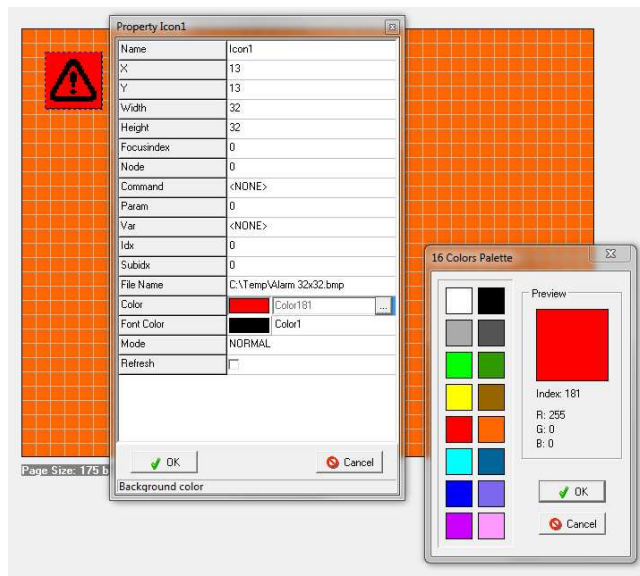 Property Icon1
Name Icon1
X 13
Y 13
Width 32
Height 32
Focusindex 0
Node 0
Command <NONE>
Param 0
Var <NONE>
Idx 0
Subidx 0
File Name C:\Temp\Alarm 32x32.bmp
Color Color181 ...
Font Color Color1
Mode NORMAL
Refresh
OK Cancel
Background color
Page Size: 175 b
16 Colors Palette
Preview
Index: 181
R: 255
G: 0
B: 0
OK
Cancel